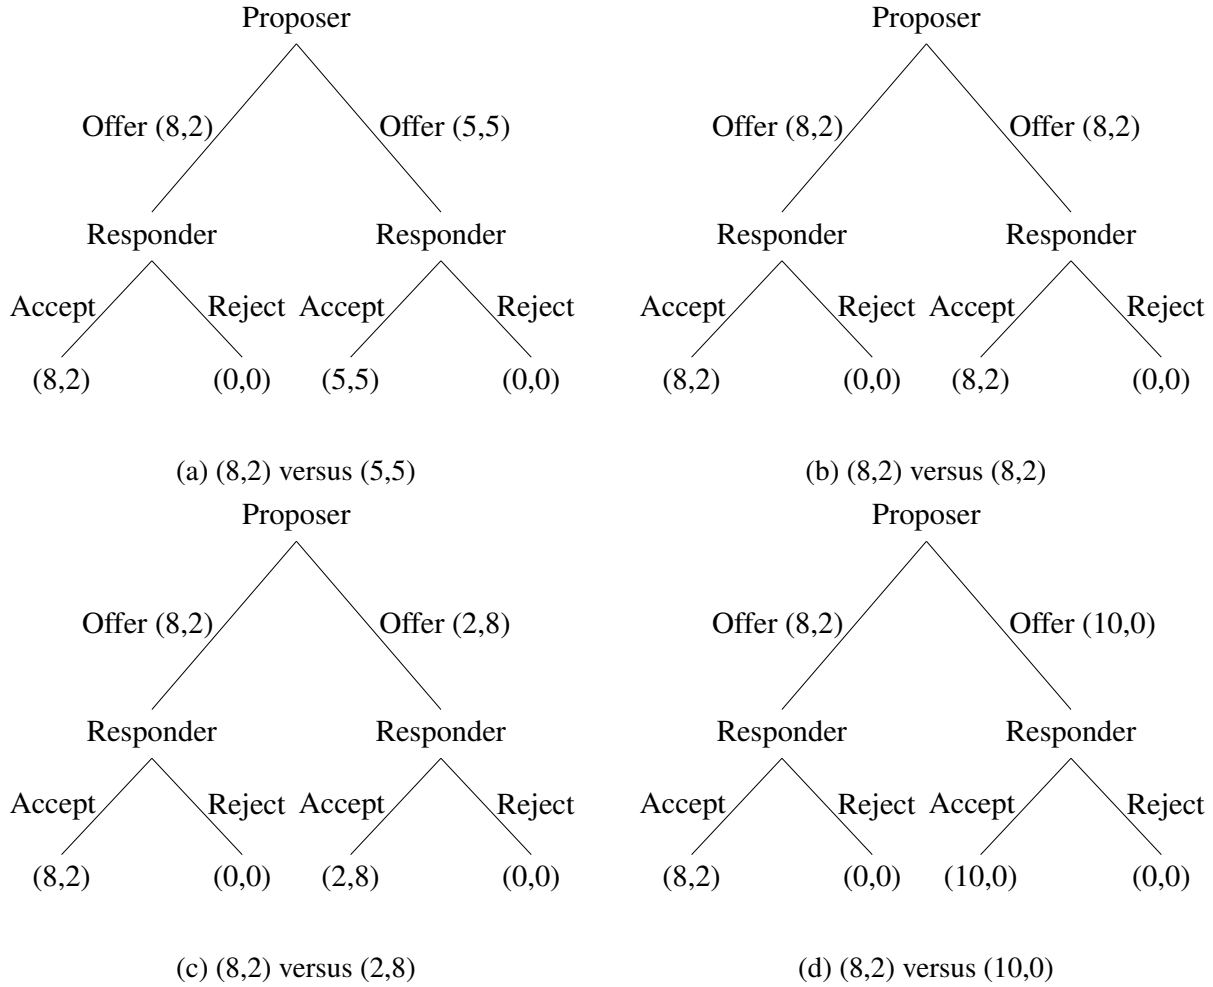 Proposer Proposer
Offer (8,2) Offer (5,5) Offer (8,2) Offer (8,2)
Responder Responder Responder Responder
Accept Reject Accept Reject Accept Reject Accept Reject
(8,2) (0,0) (5,5) (0,0) (8,2) (0,0) (8,2) (0,0)
(a) (8,2) versus (5,5) (b) (8,2) versus (8,2)
Proposer Proposer
Offer (8,2) Offer (2,8) Offer (8,2) Offer (10,0)
Responder Responder Responder Responder
Accept Reject Accept Reject Accept Reject Accept Reject
(8,2) (0,0) (2,8) (0,0) (8,2) (0,0) (10,0) (0,0)
(c) (8,2) versus (2,8) (d) (8,2) versus (10,0)